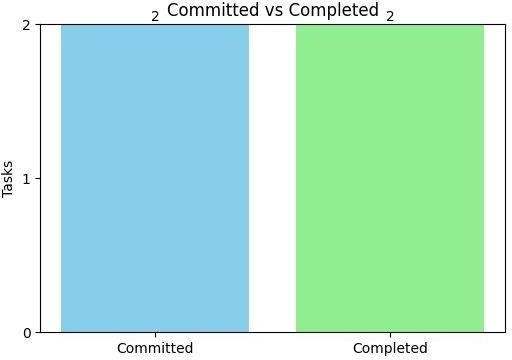 Committed vs Completed
2 2
2
1
0
Tasks
Committed Completed